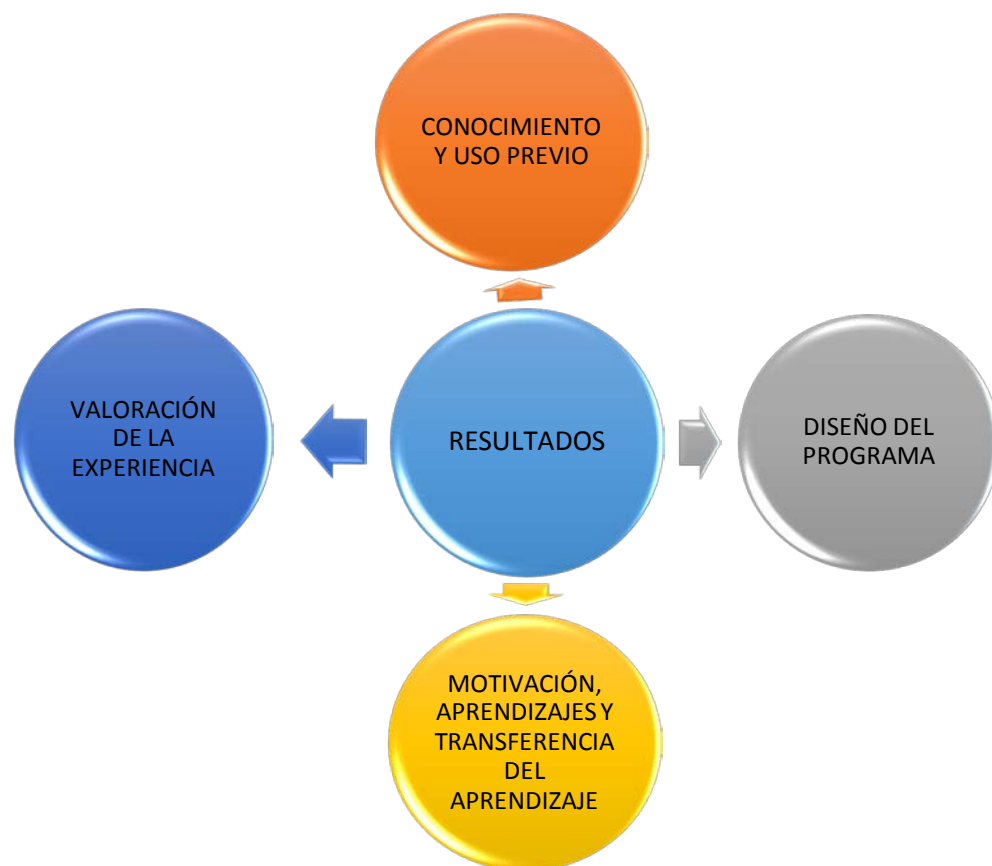 CONOCIMIENTO
Y USO PREVIO
VALORACIÓN
DE LA
EXPERIENCIA
RESULTADOS
DISEÑO DEL
PROGRAMA
MOTIVACIÓN,
APRENDIZAJES Y
TRANSFERENCIA
DEL
APRENDIZAJE